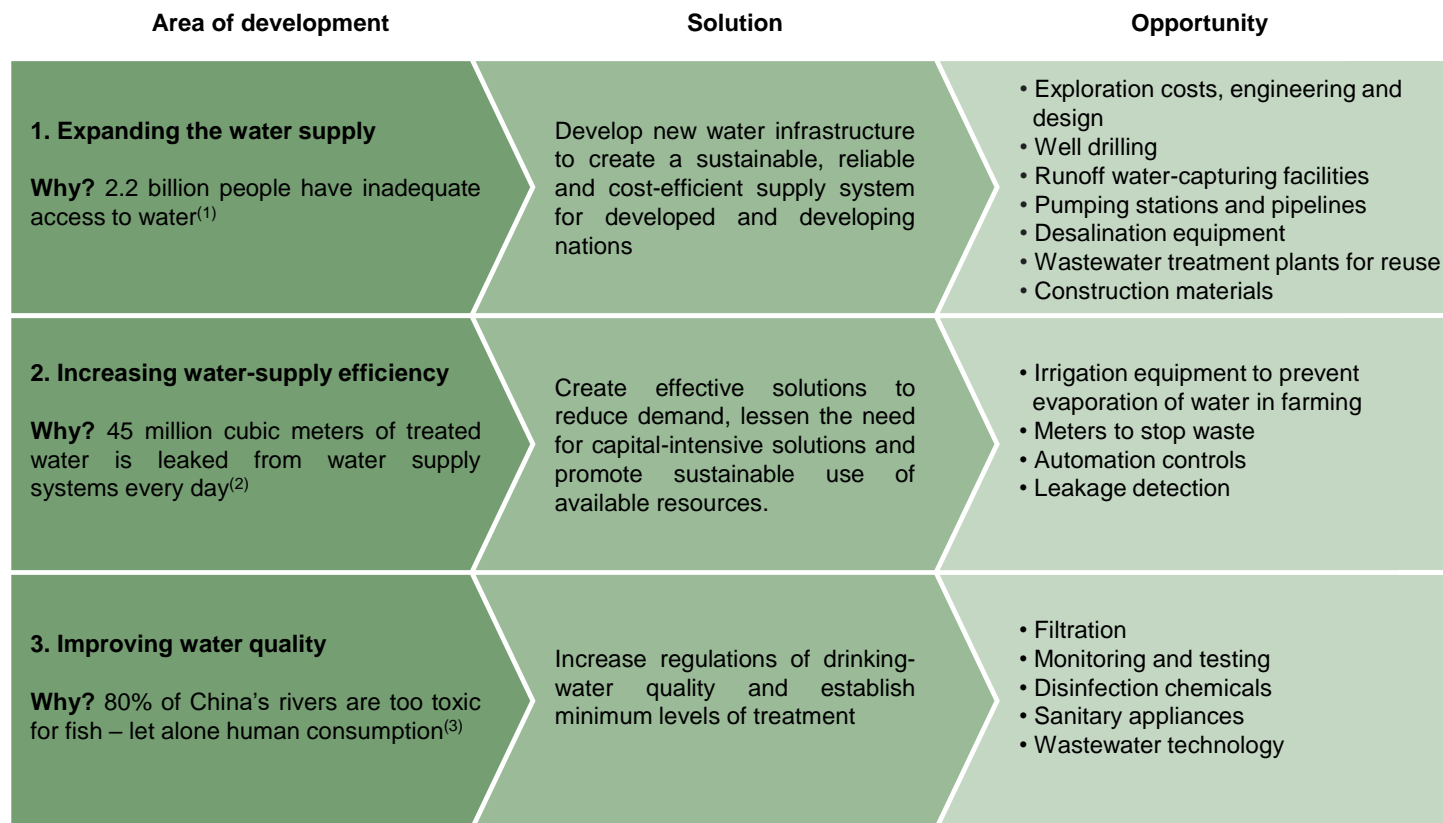 Area of development
Solution
Opportunity
1. Expanding the water supply
Why? 2.2 billion people have inadequate
access to water(1)
Develop new water infrastructure
to create a sustainable, reliable
and cost-efficient supply system
for developed and developing
nations
• Exploration costs, engineering and
design
• Well drilling
• Runoff water-capturing facilities
• Pumping stations and pipelines
• Desalination equipment
• Wastewater treatment plants for reuse
• Construction materials
2. Increasing water-supply efficiency
Why? 45 million cubic meters of treated
water is leaked from water supply
systems every day(2)
Create effective solutions to
reduce demand, lessen the need
for capital-intensive solutions and
promote sustainable use of
available resources.
• Irrigation equipment to prevent
evaporation of water in farming
• Meters to stop waste
• Automation controls
• Leakage detection
3. Improving water quality
Why? 80% of China’s rivers are too toxic
for fish – let alone human consumption(3)
Increase regulations of drinking-
water quality and establish
minimum levels of treatment
• Filtration
• Monitoring and testing
• Disinfection chemicals
• Sanitary appliances
• Wastewater technology